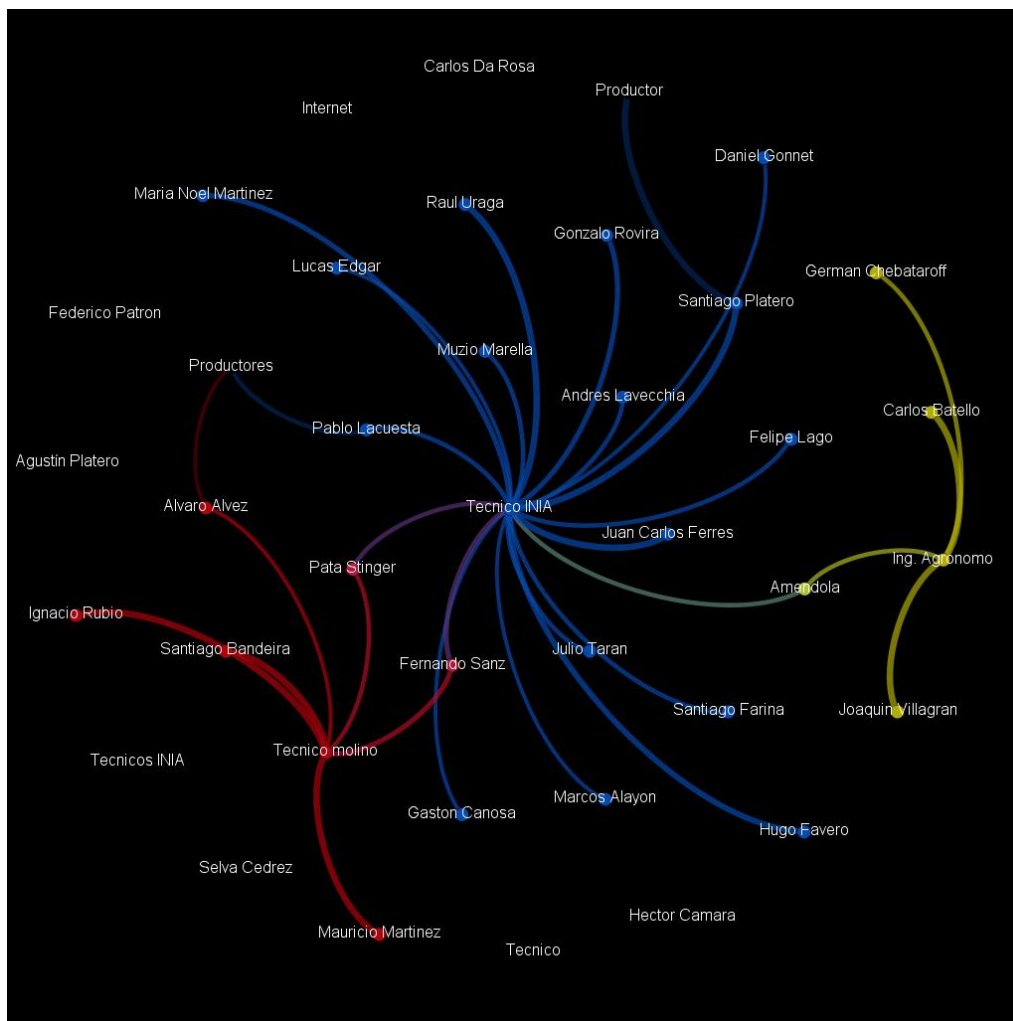 Carlos Da Rosa
Productor
Internet
Daniel Gonnet
Maria Noel Martinez
Raul Uraga
Gonzalo Rovira
Lucas Edgar
German Chebataroff
Santiago Platero
Federico Patron
Muzio Marella
Productores
Andres Lavecchia
Carlos Batello
Pablo Lacuesta
Felipe Lago
Agustín Platero
Alvaro Alvez
Tecnico INIA
Juan Carlos Ferres
Ing. Agronomo
Pata Stinger
Amendola
Ignacio Rubio
Santiago Bandeira
Julio Taran
Fernando Sanz
Santiago Farina
Joaquin Villagran
Tecnico molino
Tecnicos INIA
Marcos Alayon
Gaston Canosa
Hugo Favero
Selva Cedrez
Hector Camara
Mauricio Martinez
Tecnico